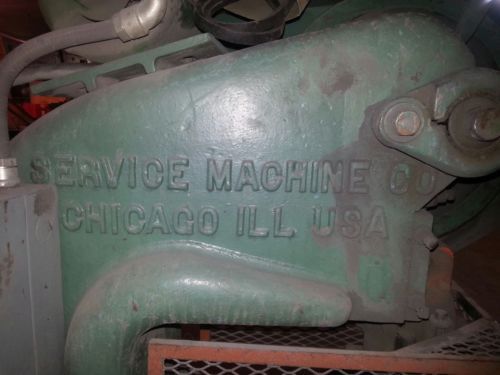 SERVICE MACHINE CO
CHICAGO ILL USA